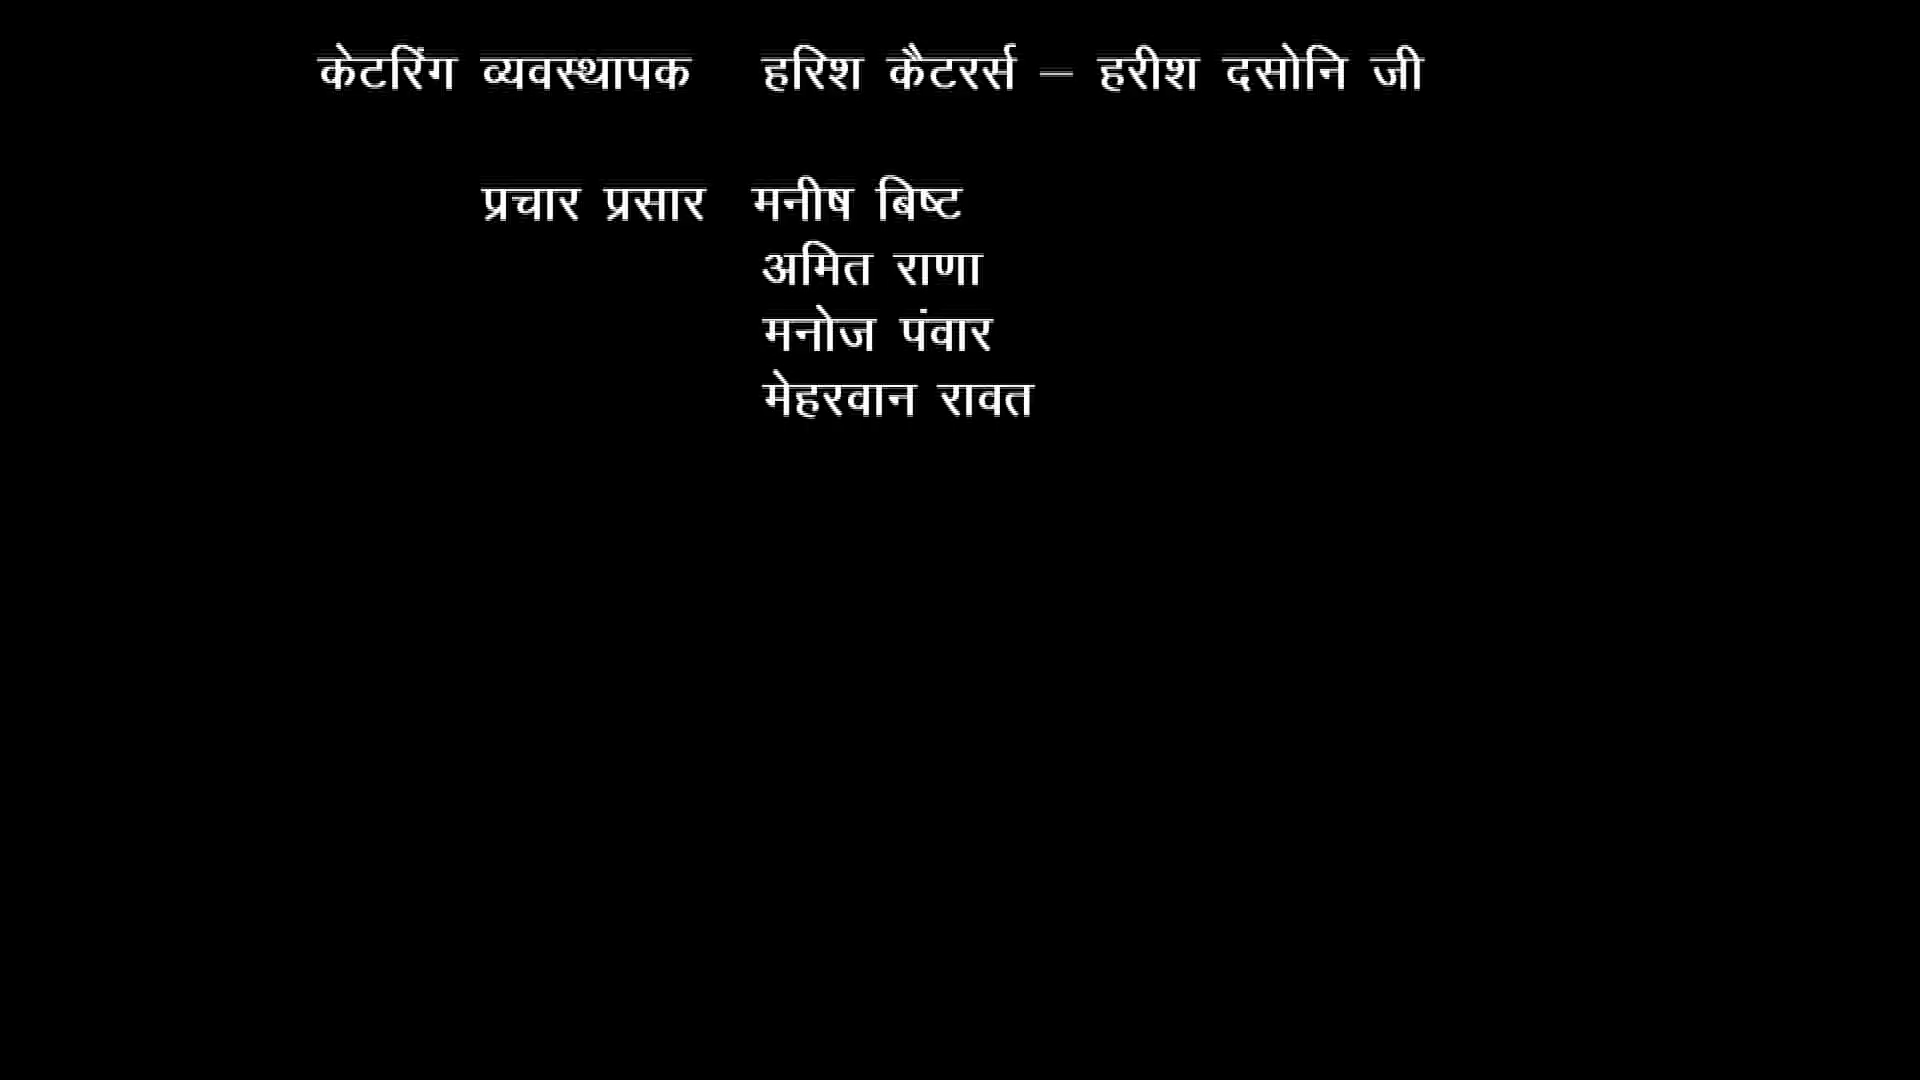 केटरिंग व्यवस्थापक हरिश कैटरर्स – हरीश दसोनि जी
प्रचार प्रसार मनीष बिष्ट
अमित राणा
मनोज पंवार
मेहरवान रावत